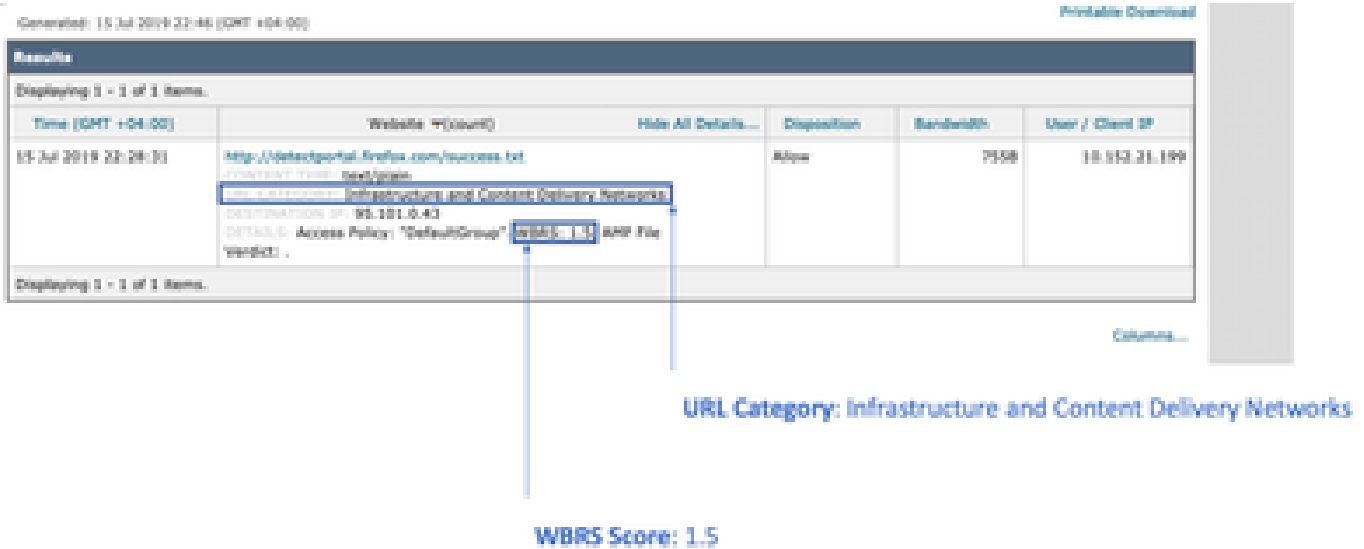 Generated: 15 Jul 2019 22:46 (GMT +04:00)
Printable Download
Results
Displaying 1 - 1 of 1 items.
Time (GMT +04:00)
Website (count)
Hide All Details...
Disposition
Bandwidth
User / Client IP
15 Jul 2019 22:28:31
http://detectportal.firefox.com/success.txt
Allow
755B
10.152.21.199
CONTENT TYPE: text/plain
URL CATEGORY: Infrastructure and Content Delivery Networks
DESTINATION IP: 95.101.0.43
DETAILS: Access Policy: "DefaultGroup". WBRS: 1.5 AMP File
Verdict: .
Displaying 1 - 1 of 1 items.
Columns...
URL Category: Infrastructure and Content Delivery Networks
WBRS Score: 1.5